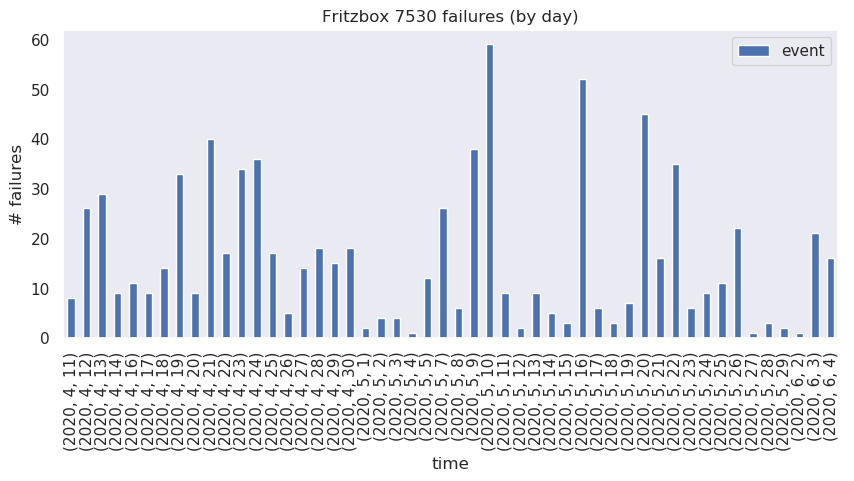 Fritzbox 7530 failures (by day)
event
# failures
60
50
40
30
20
10
0
(2020, 4, 11)
(2020, 4, 12)
(2020, 4, 13)
(2020, 4, 14)
(2020, 4, 16)
(2020, 4, 17)
(2020, 4, 18)
(2020, 4, 19)
(2020, 4, 20)
(2020, 4, 21)
(2020, 4, 22)
(2020, 4, 23)
(2020, 4, 24)
(2020, 4, 25)
(2020, 4, 26)
(2020, 4, 27)
(2020, 4, 28)
(2020, 4, 29)
(2020, 4, 30)
(2020, 5, 1)
(2020, 5, 2)
(2020, 5, 3)
(2020, 5, 4)
(2020, 5, 5)
(2020, 5, 7)
(2020, 5, 8)
(2020, 5, 9)
(2020, 5, 10)
(2020, 5, 11)
(2020, 5, 12)
(2020, 5, 13)
(2020, 5, 14)
(2020, 5, 15)
(2020, 5, 16)
(2020, 5, 17)
(2020, 5, 18)
(2020, 5, 19)
(2020, 5, 20)
(2020, 5, 21)
(2020, 5, 22)
(2020, 5, 23)
(2020, 5, 24)
(2020, 5, 25)
(2020, 5, 26)
(2020, 5, 27)
(2020, 5, 28)
(2020, 5, 29)
(2020, 6, 2)
(2020, 6, 3)
(2020, 6, 4)
time